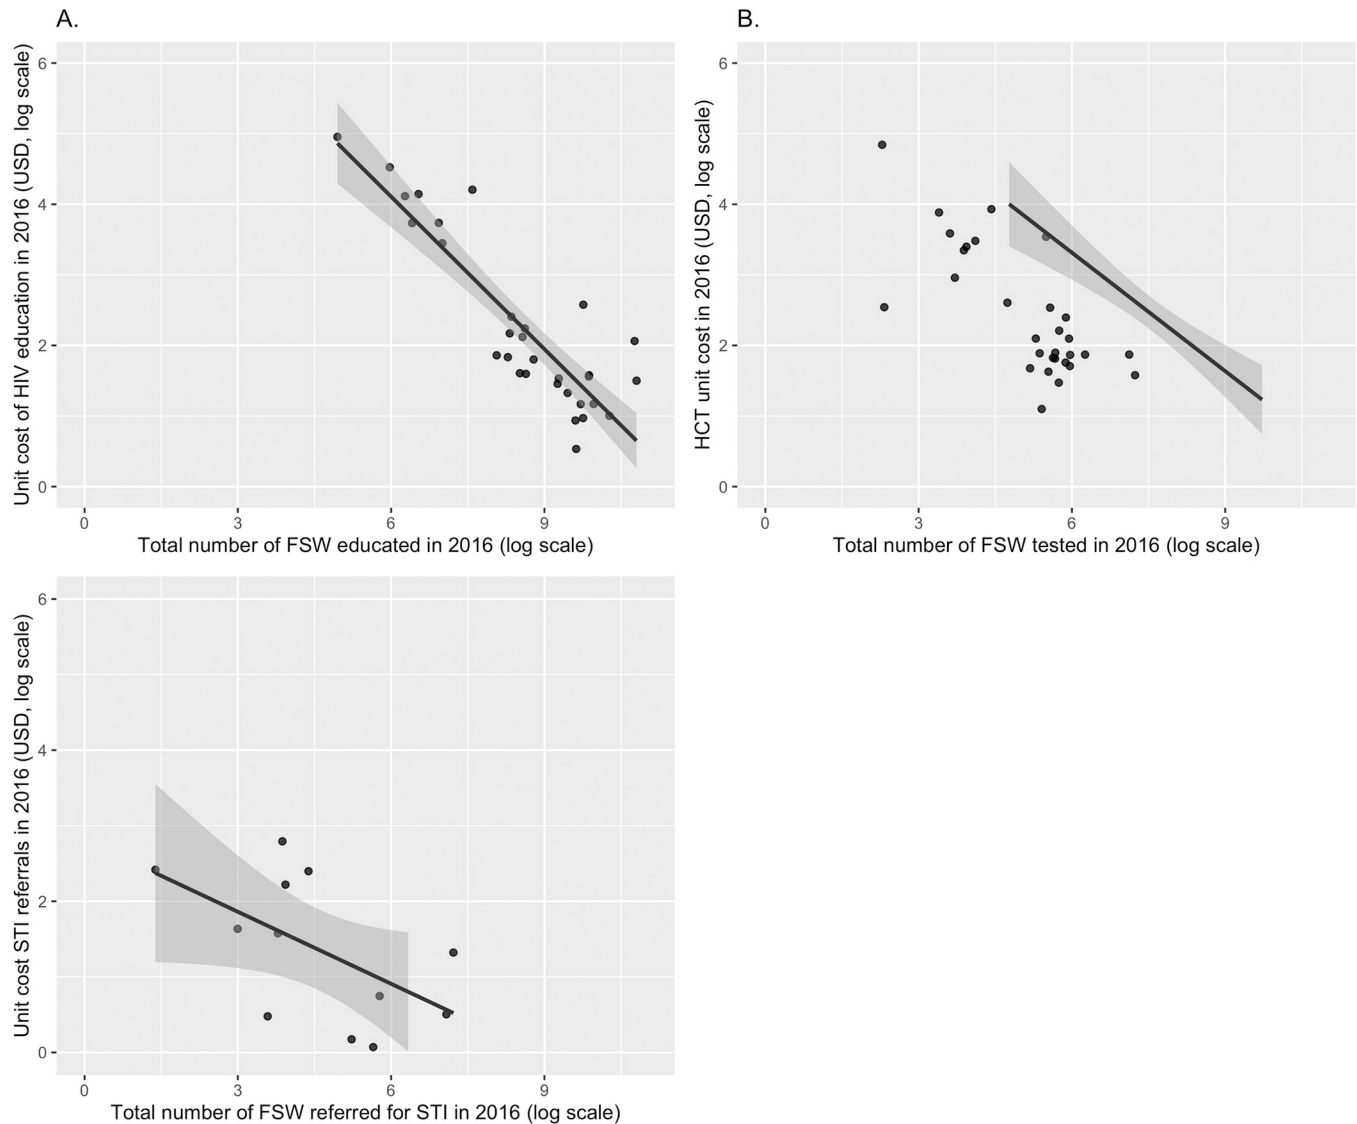 A.
Unit cost of HIV education in 2016 (USD, log scale)
6
4
2
0
0 3 6 9
Total number of FSW educated in 2016 (log scale)
B.
HCT unit cost in 2016 (USD, log scale)
6
4
2
0
0 3 6 9
Total number of FSW tested in 2016 (log scale)
Unit cost STI referrals in 2016 (USD, log scale)
6
4
2
0
0 3 6 9
Total number of FSW referred for STI in 2016 (log scale)